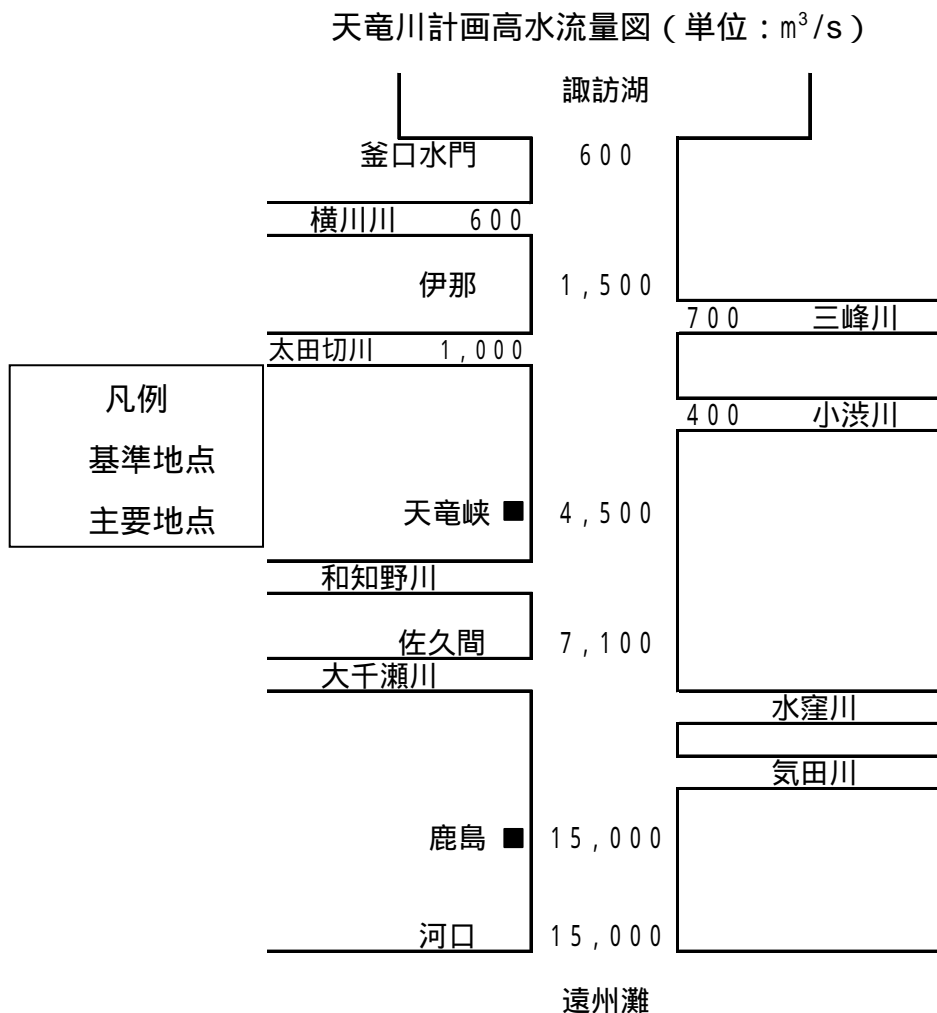 天竜川計画高水流量図(単位:m³/s)
諏訪湖
釜口水門 600
横川川 600
伊那 1,500
700 三峰川
太田切川 1,000
凡例
基準地点
主要地点
400 小渋川
天竜峡 ■ 4,500
和知野川
佐久間 7,100
大千瀬川
水窪川
気田川
鹿島 ■ 15,000
河口 15,000
遠州灘